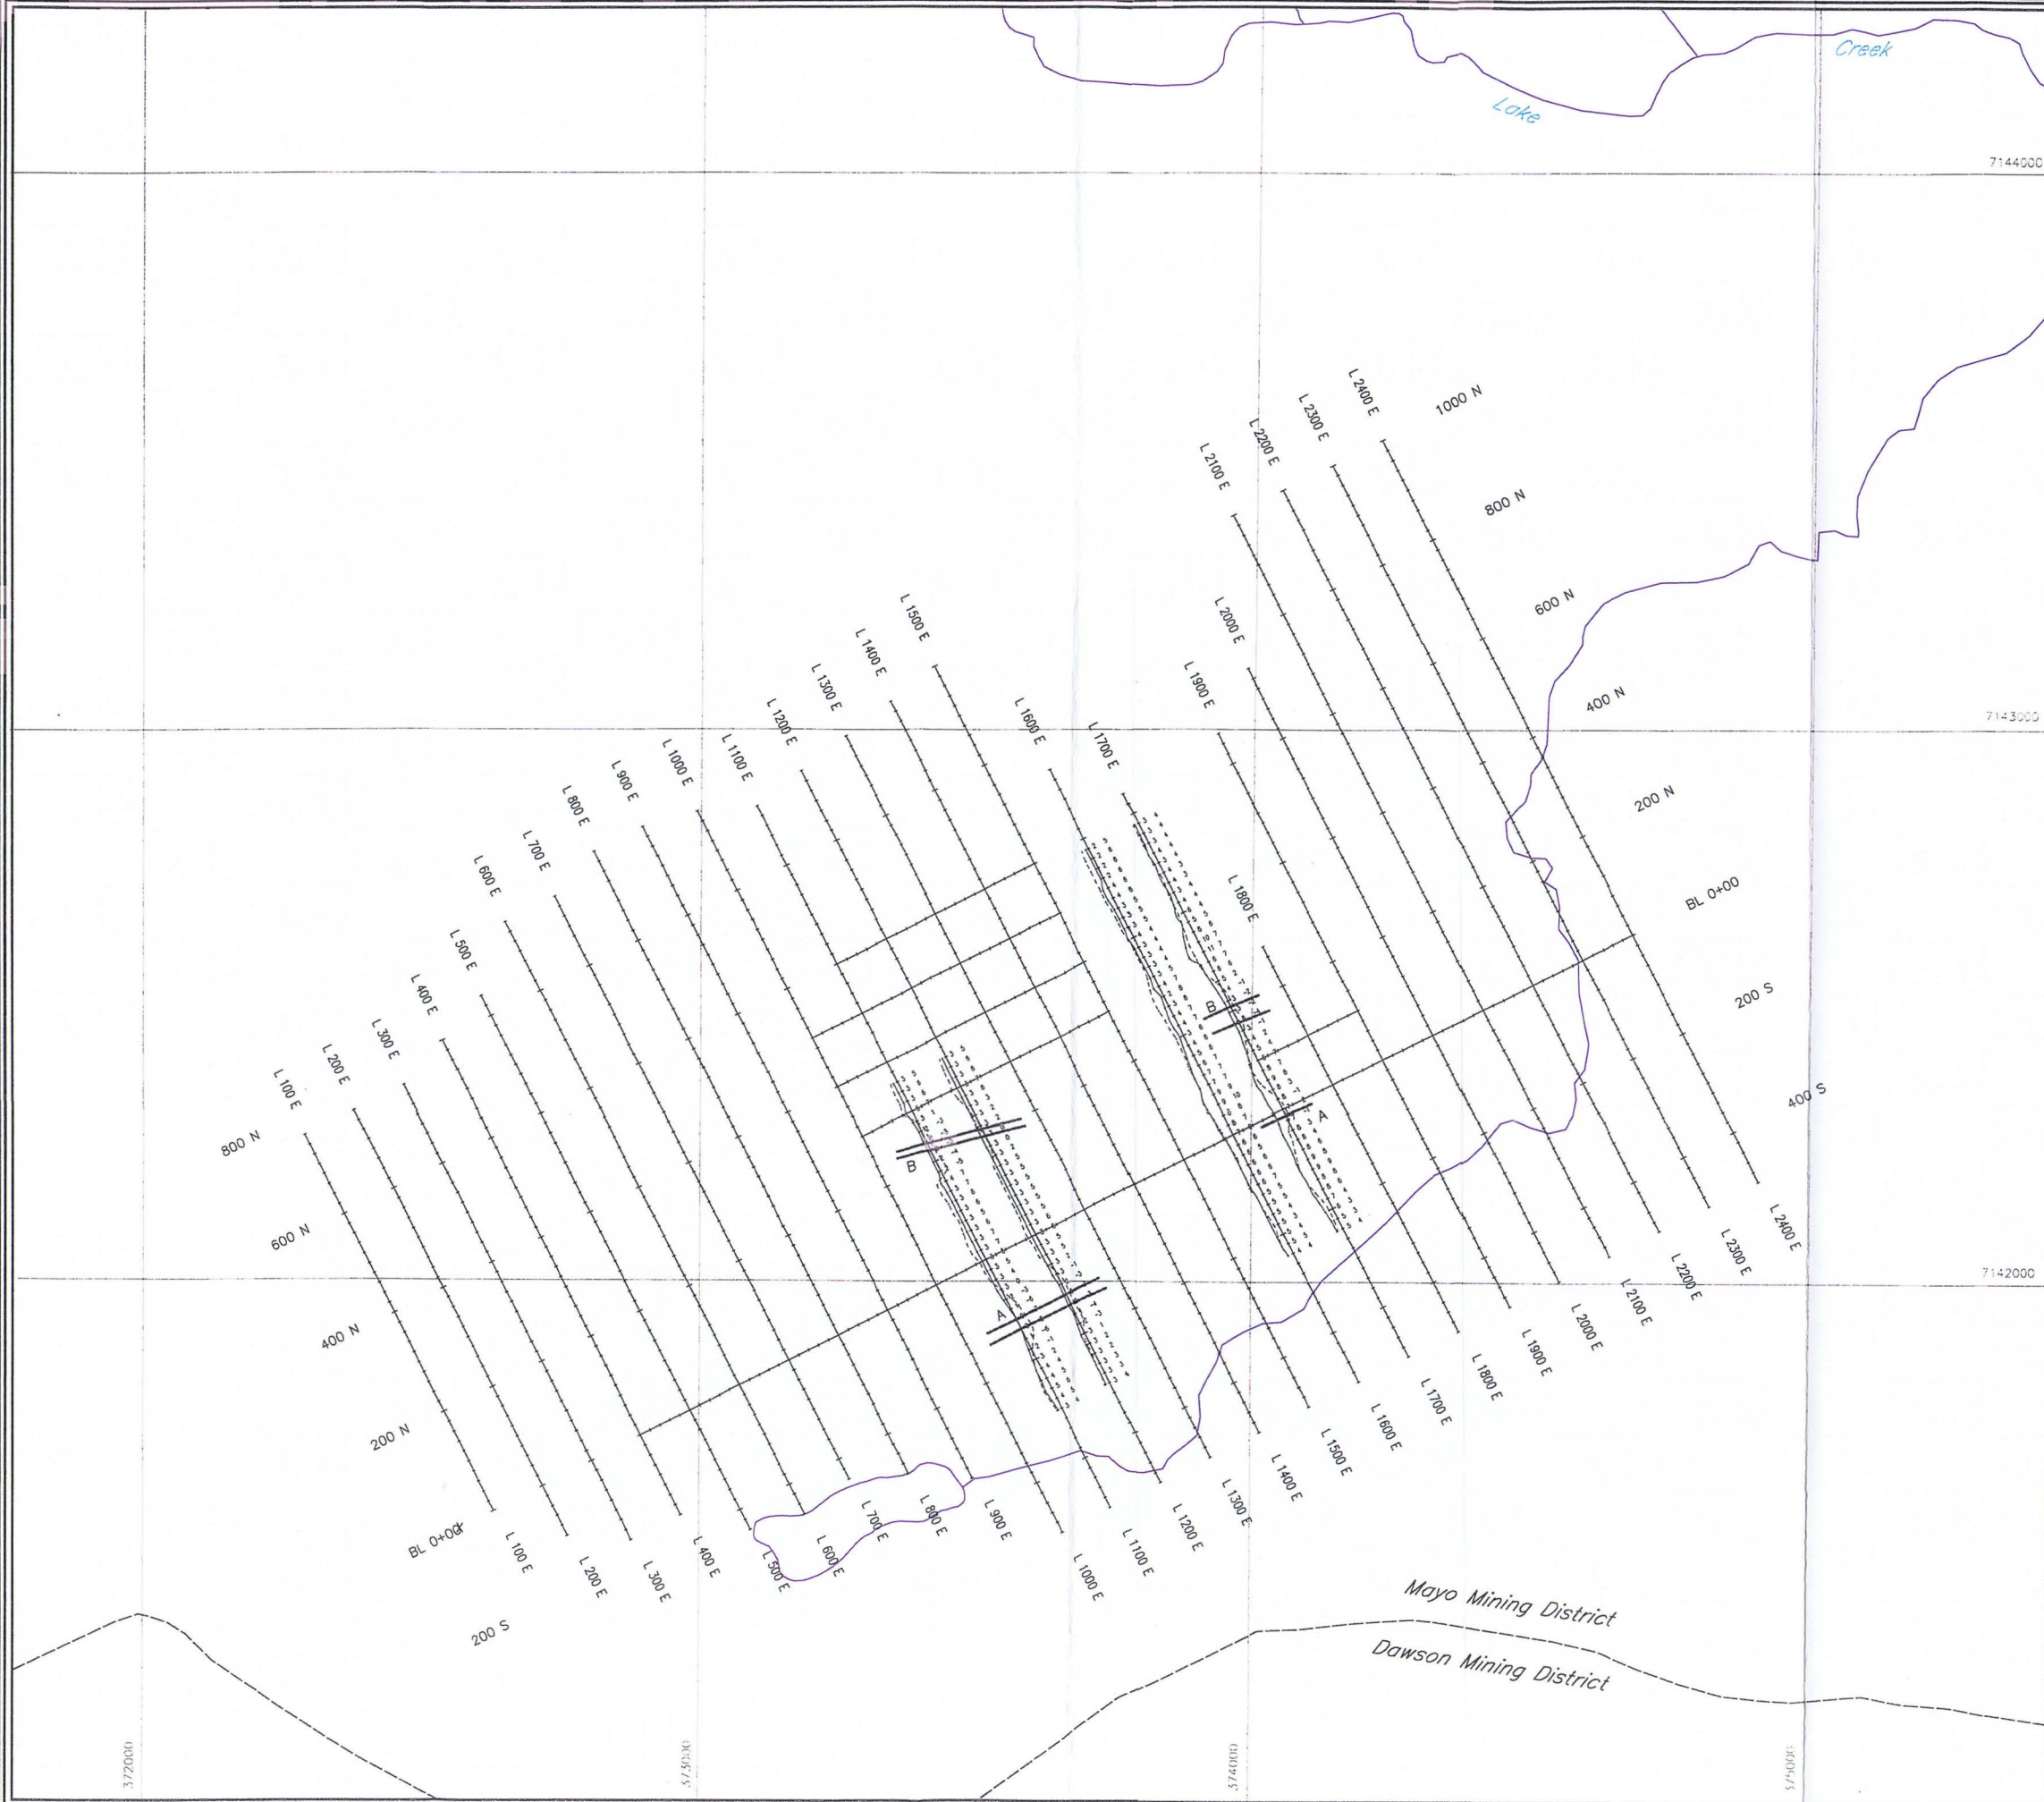 Creek
Lake
7144000
L 2400 E
1000 N
L 2300 E
L 2200 E
L 2100 E
800 N
L 1500 E
L 2000 E
600 N
L 1400 E
L 1300 E
L 1900 E
400 N
L 1200 E
L 1600 E
L 1700 E
7143000
L 1100 E
L 1000 E
L 900 E
L 800 E
200 N
L 700 E
L 600 E
L 1800 E
BL 0+00
L 500 E
L 400 E
B
200 S
L 300 E
L 200 E
L 100 E
400 S
A
800 N
B
600 N
L 2400 E
L 2300 E
7142000
L 2200 E
L 2100 E
A
400 N
L 2000 E
L 1900 E
L 1800 E
L 1700 E
200 N
L 1600 E
L 1500 E
L 1400 E
L 1300 E
L 1200 E
BL 0+00
L 100 E
L 200 E
L 300 E
L 400 E
L 500 E
L 600 E
L 700 E
L 800 E
L 900 E
L 1000 E
L 1100 E
200 S
Mayo Mining District
Dawson Mining District
372000
373000
374000
375000